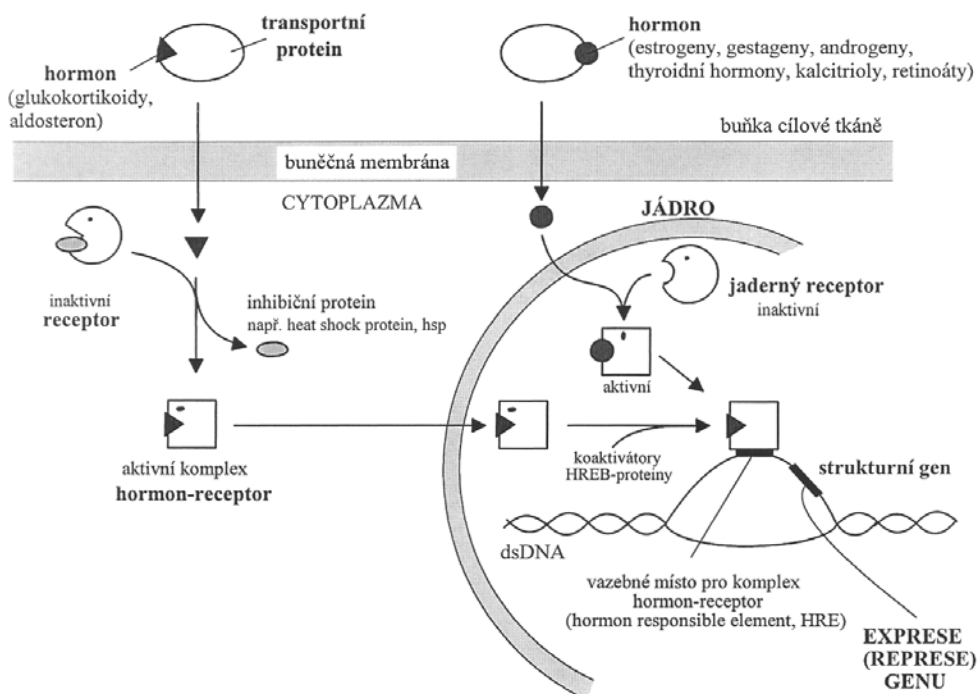 transportní
protein
hormon
(glukokortikoidy,
aldosteron)
hormon
(estrogeny, gestageny, androgeny,
thyroidní hormony, kalcitrioly, retinoáty)
buňka cílové tkáně
buněčná membrána
CYTOPLAZMA
JÁDRO
inaktivní
receptor
inhibiční protein
např. heat shock protein, hsp
jaderný receptor
inaktivní
aktivní
aktivní komplex
hormon-receptor
koaktivátory
HREB-proteiny
strukturní gen
dsDNA
vazebné místo pro komplex
hormon-receptor
(hormon responsible element, HRE)
EXPRESE
(REPRESE)
GENU